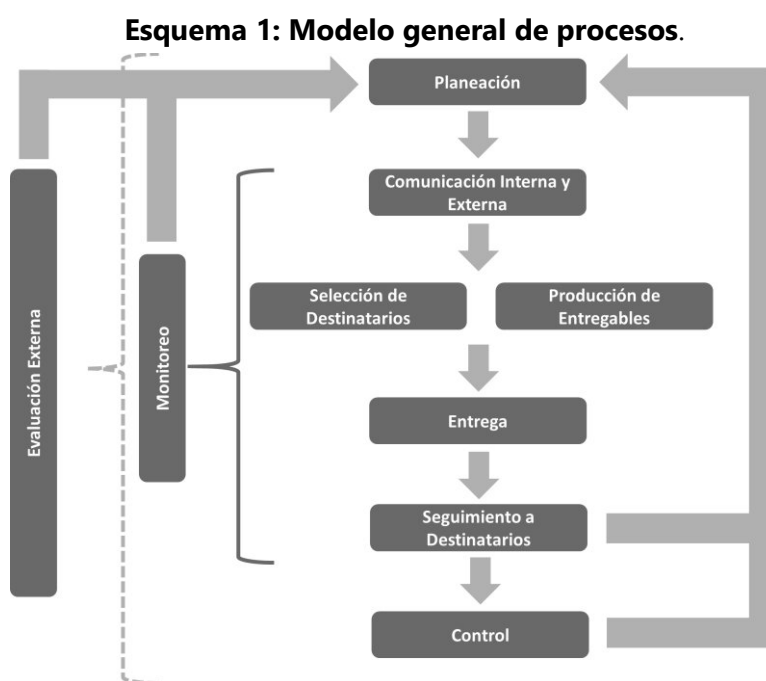 Esquema 1: Modelo general de procesos.
Planeación
Comunicación Interna y
Externa
Selección de
Destinatarios
Producción de
Entregables
Entrega
Seguimiento a
Destinatarios
Control
Monitoreo
Evaluación Externa